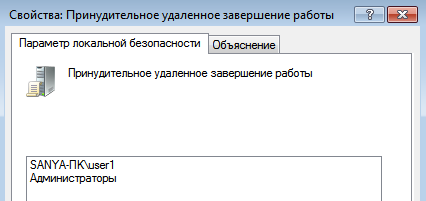 Свойства: Принудительное удаленное завершение работы
Параметр локальной безопасности
Объяснение
Принудительное удаленное завершение работы
SANYA-ПК\user1
Администраторы